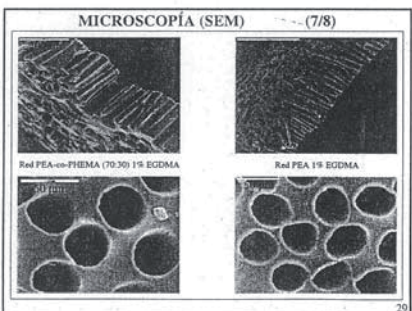 MICROSCOPÍA (SEM) (7/8)
Red PEA-co-PHEMA (70:30) 1% EGDMA
Red PEA 1% EGDMA
29